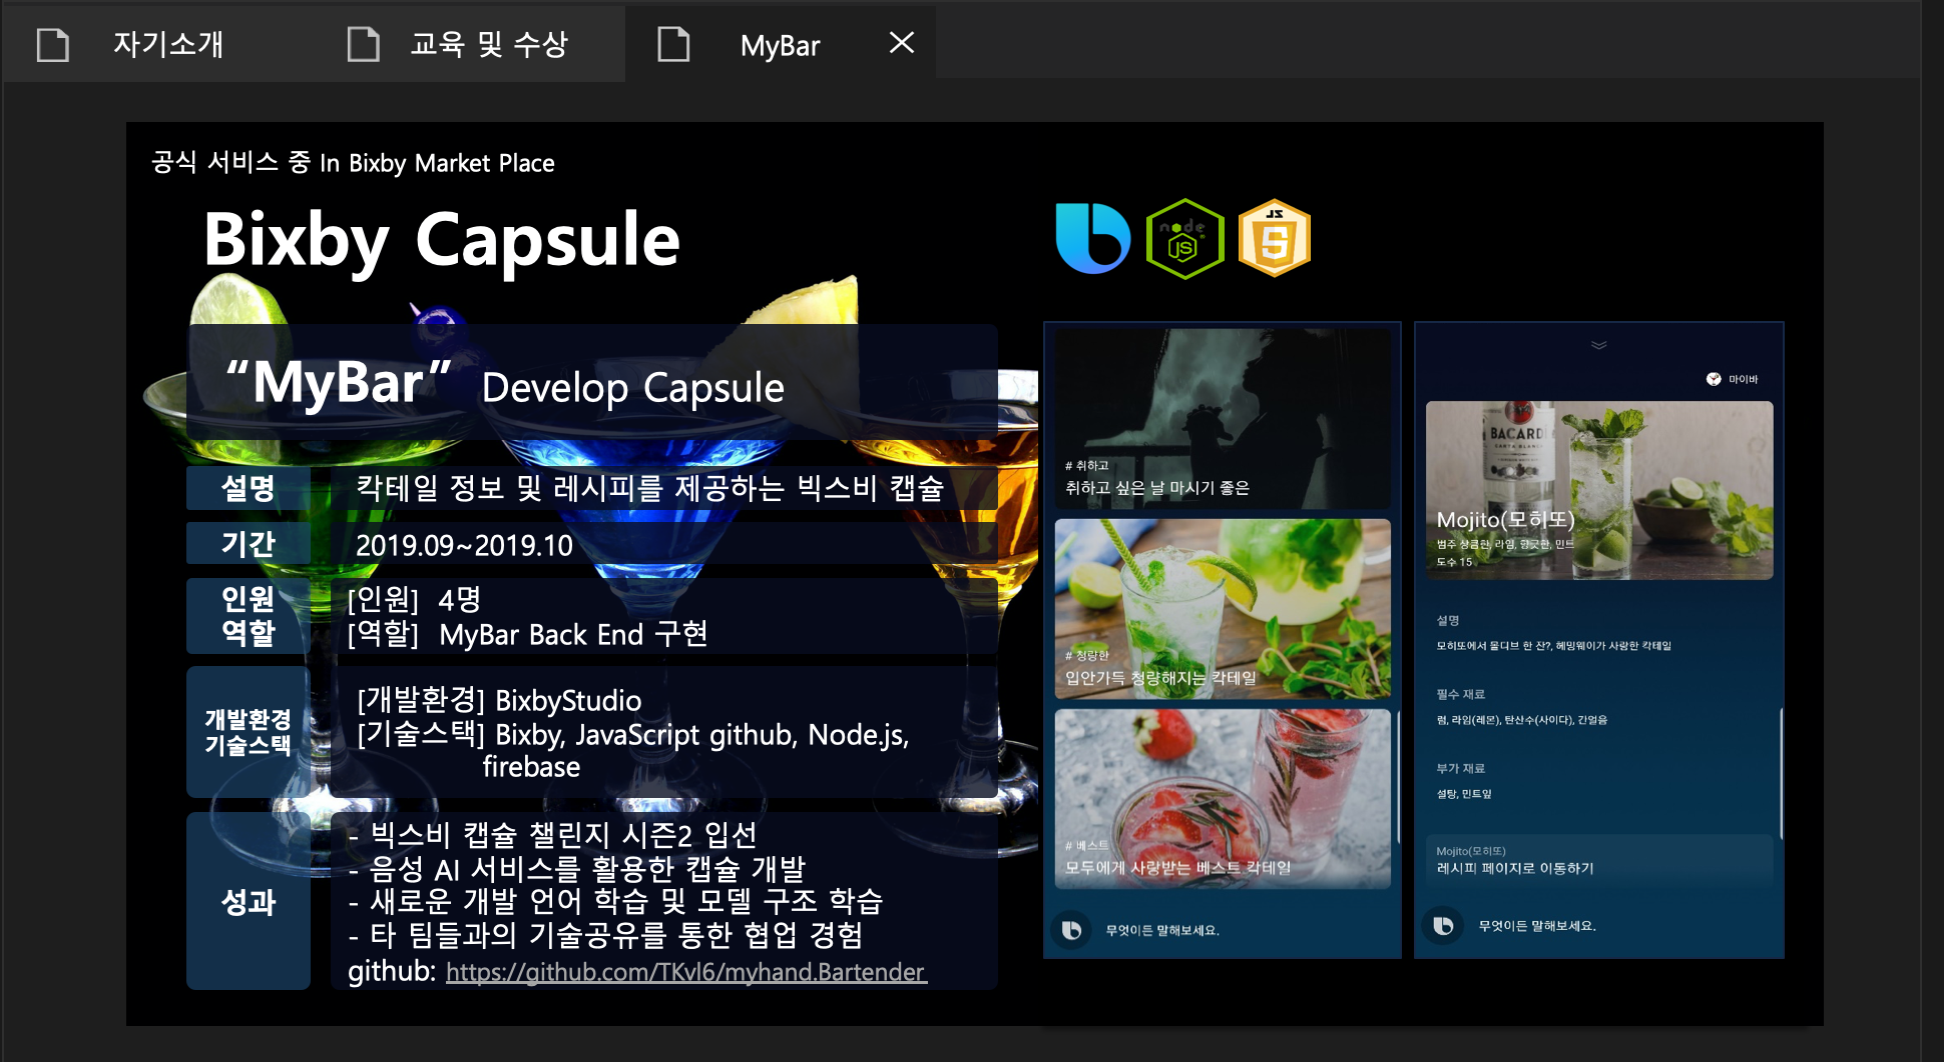 자기소개
교육 및 수상
MyBar
공식 서비스 중 In Bixby Market Place
Bixby Capsule
node
JS
JS
5
“MyBar” Develop Capsule
설명
칵테일 정보 및 레시피를 제공하는 빅스비 캡슐
기간
2019.09~2019.10
인원
역할
[인원] 4명
[역할] MyBar Back End 구현
개발환경
기술스택
[개발환경] BixbyStudio
[기술스택] Bixby, JavaScript github, Node.js,
firebase
성과
- 빅스비 캡슐 챌린지 시즌2 입선
- 음성 AI 서비스를 활용한 캡슐 개발
- 새로운 개발 언어 학습 및 모델 구조 학습
- 타 팀들과의 기술공유를 통한 협업 경험
github: https://github.com/TKvl6/myhand.Bartender
# 취하고
취하고 싶은 날 마시기 좋은
# 청량한
입안가득 청량해지는 칵테일
# 베스트
모두에게 사랑받는 베스트 칵테일
무엇이든 말해보세요.
마이바
BACARDI
CARTA BLANCA
Mojito(모히또)
범주 상큼한, 라임, 향긋한, 민트
도수 15
설명
모히또에서 몰디브 한 잔?, 헤밍웨이가 사랑한 칵테일
필수 재료
럼, 라임(레몬), 탄산수(사이다), 간얼음
부가 재료
설탕, 민트잎
Mojito(모히또)
레시피 페이지로 이동하기
무엇이든 말해보세요.